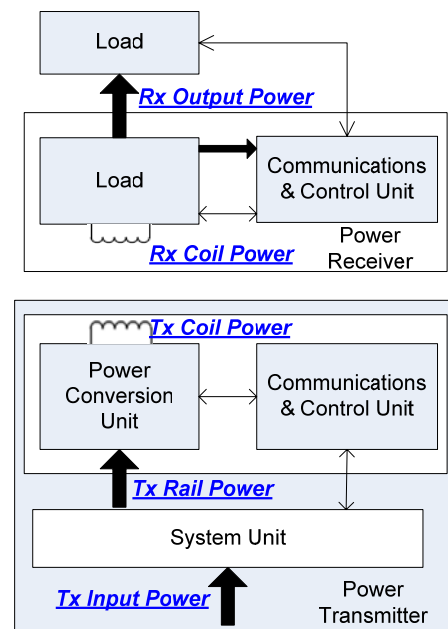 Load
Rx Output Power
Load
Communications
& Control Unit
Rx Coil Power
Power
Receiver
Tx Coil Power
Power
Conversion
Unit
Communications
& Control Unit
Tx Rail Power
System Unit
Tx Input Power
Power
Transmitter